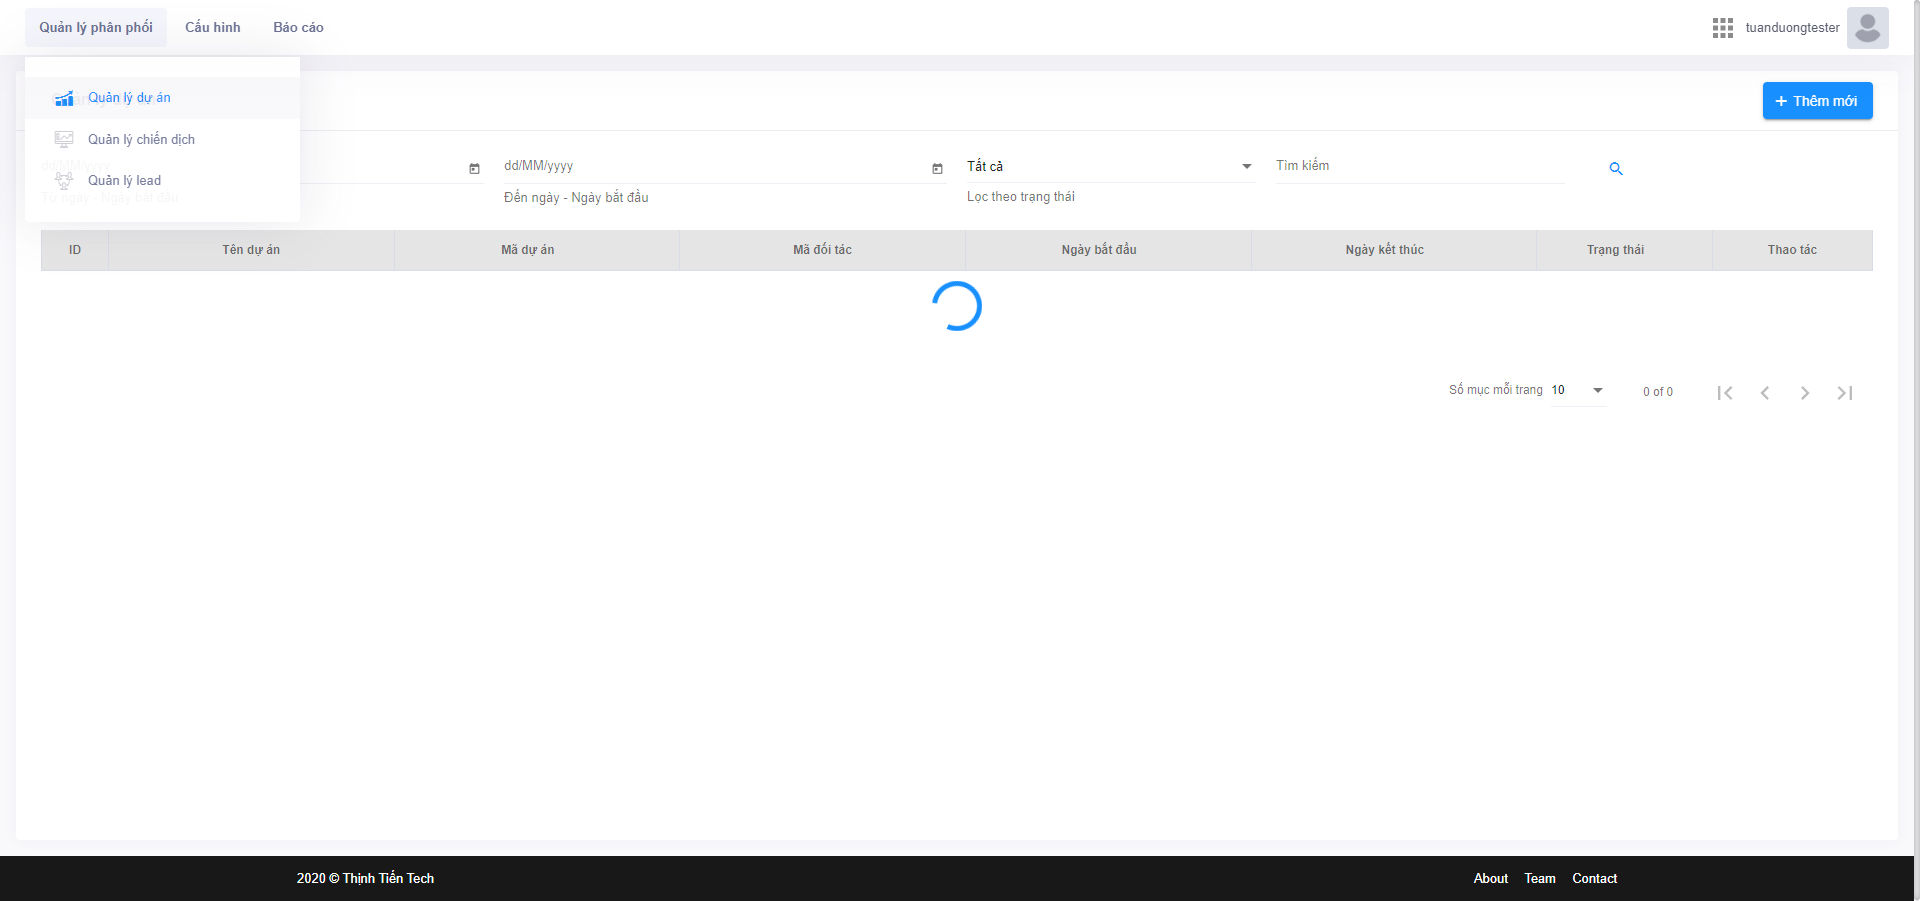 Quản lý phân phối
Cấu hình
Báo cáo
tuanduongtester
Quản lý dự án
Quản lý chiến dịch
Quản lý lead
Thêm mới
dd/MM/yyyy
Từ ngày - Ngày bắt đầu
dd/MM/yyyy
Đến ngày - Ngày bắt đầu
Tất cả
Lọc theo trạng thái
Tìm kiếm
ID
Tên dự án
Mã dự án
Mã đối tác
Ngày bắt đầu
Ngày kết thúc
Trạng thái
Thao tác
Số mục mỗi trang
10
0 of 0
2020 © Thịnh Tiến Tech
About
Team
Contact